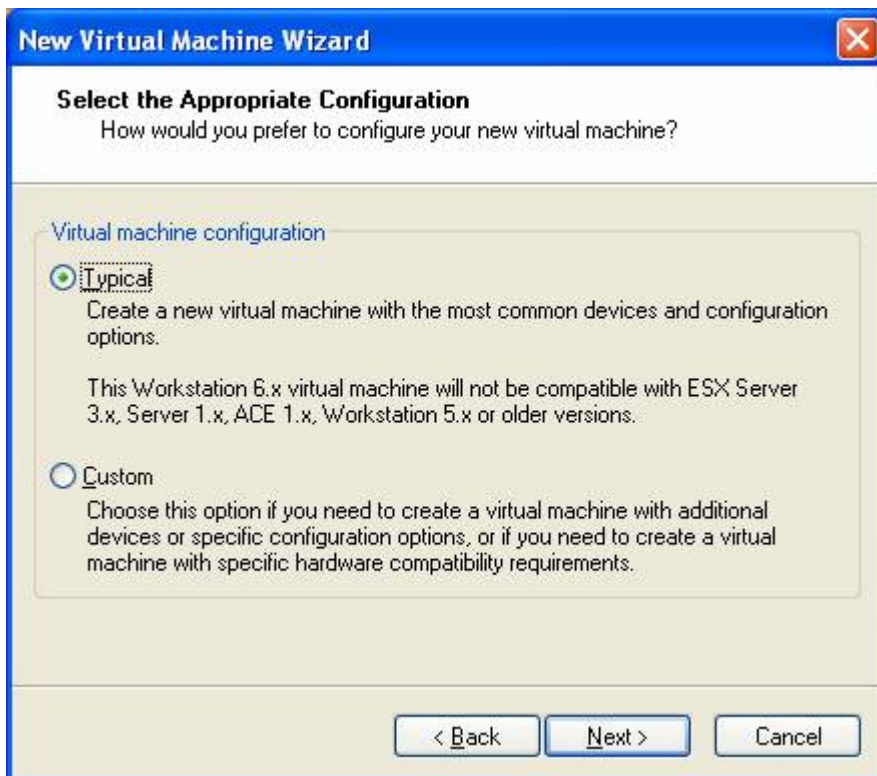 New Virtual Machine Wizard
Select the Appropriate Configuration
How would you prefer to configure your new virtual machine?
Virtual machine configuration
Typical
Create a new virtual machine with the most common devices and configuration
options.
This Workstation 6.x virtual machine will not be compatible with ESX Server
3.x, Server 1.x, ACE 1.x, Workstation 5.x or older versions.
Custom
Choose this option if you need to create a virtual machine with additional
devices or specific configuration options, or if you need to create a virtual
machine with specific hardware compatibility requirements.
< Back Next > Cancel